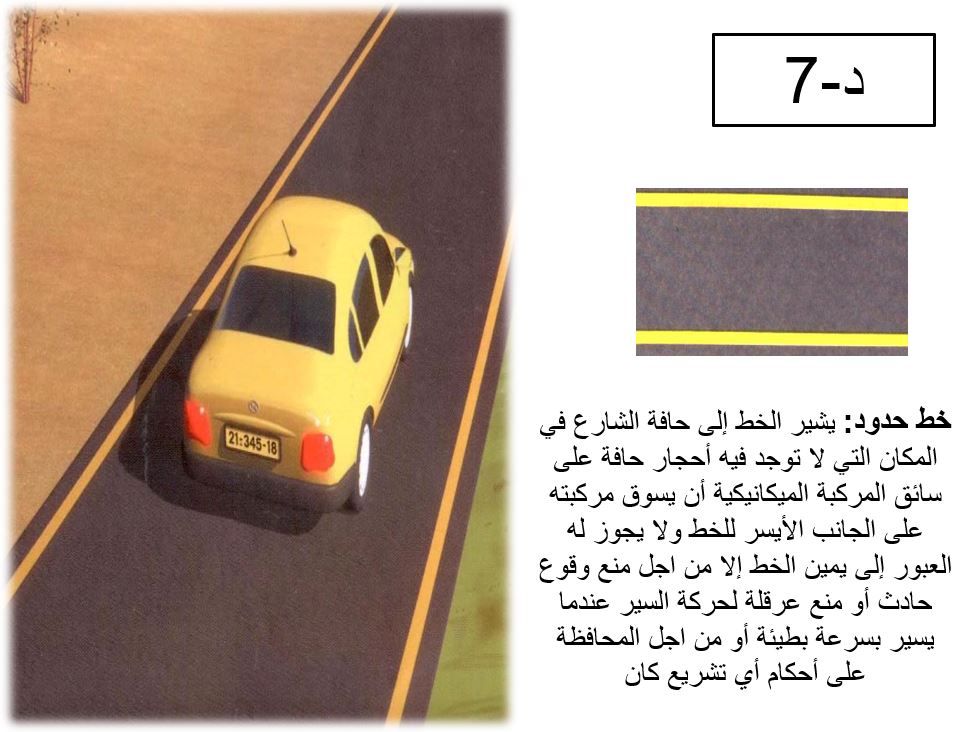 د-7
خط حدود: يشير الخط إلى حافة الشارع في
المكان التي لا توجد فيه أحجار حافة على
سائق المركبة الميكانيكية أن يسوق مركبته
على الجانب الأيسر للخط ولا يجوز له
العبور إلى يمين الخط إلا من اجل منع وقوع
حادث أو منع عرقلة لحركة السير عندما
يسير بسرعة بطيئة أو من اجل المحافظة
على أحكام أي تشريع كان
21-345-18